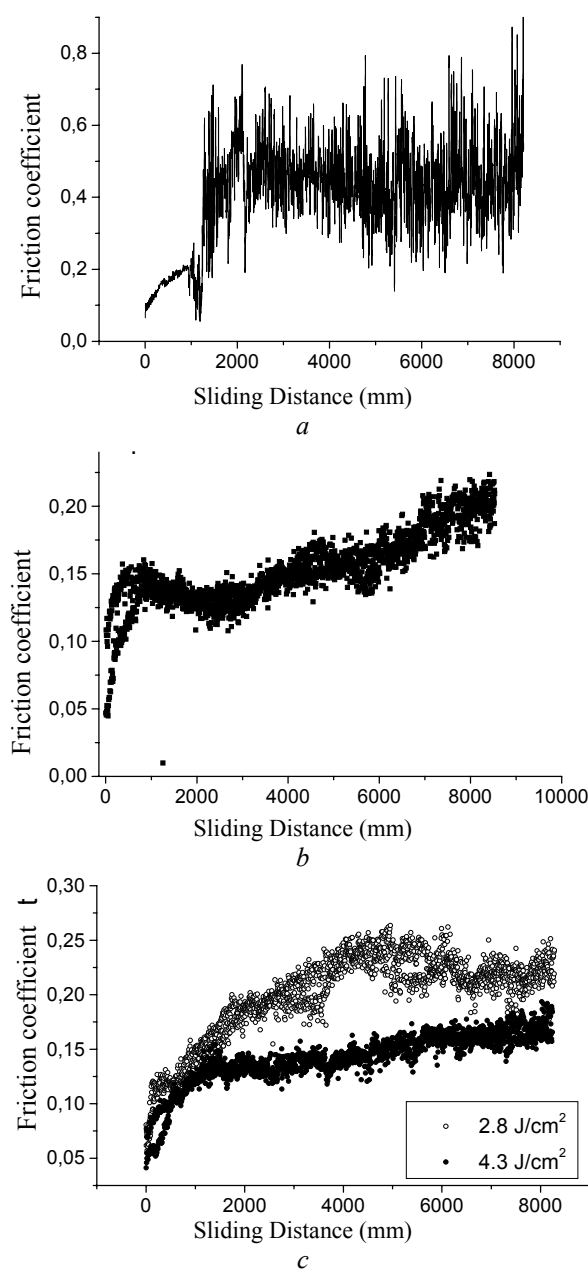 Friction coefficient
0,8
0,6
0,4
0,2
0,0
0 2000 4000 6000 8000
Sliding Distance (mm)
a
Friction coefficient
0,20
0,15
0,10
0,05
0,00
0 2000 4000 6000 8000 10000
Sliding Distance (mm)
b
Friction coefficient t
0,30
0,25
0,20
0,15
0,10
0,05
2.8 J/cm²
4.3 J/cm²
0 2000 4000 6000 8000
Sliding Distance (mm)
c